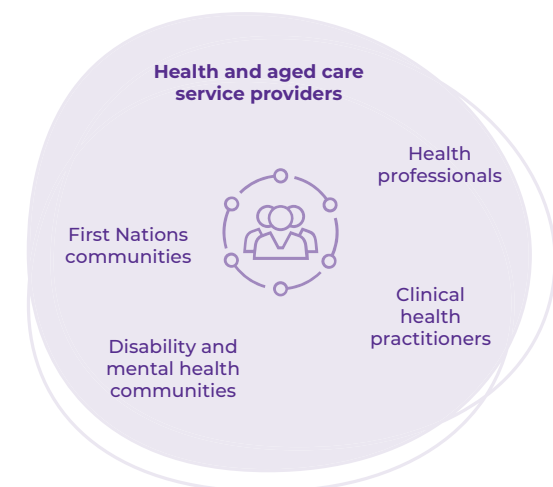 Health and aged care
service providers
Health
professionals
First Nations
communities
Clinical
health
practitioners
Disability and
mental health
communities